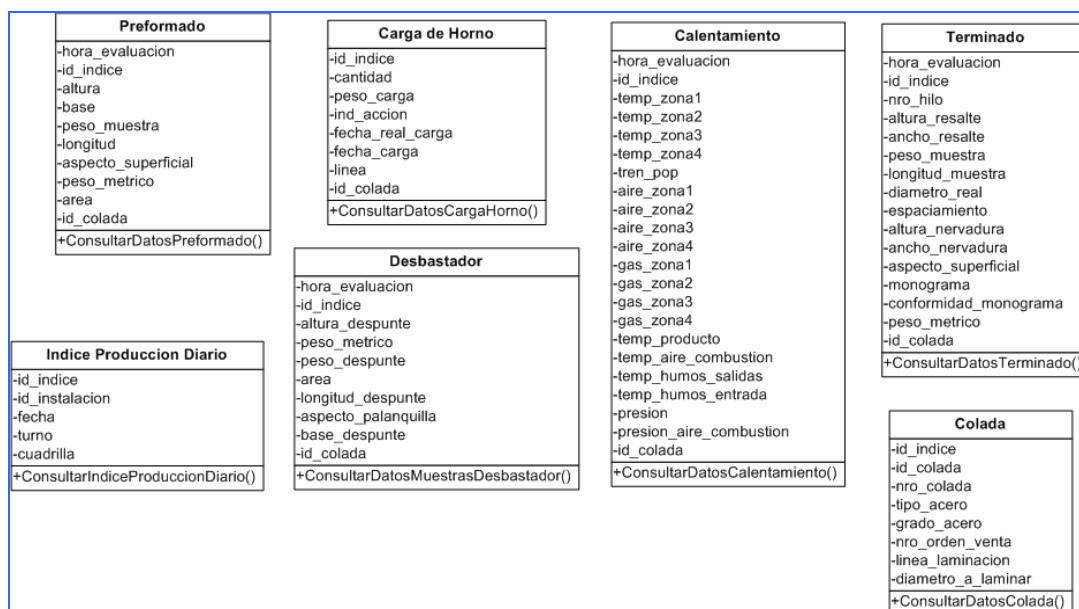 Preformado
-hora_evaluacion
-id_indice
-altura
-base
-peso_muestra
-longitud
-aspecto_superficial
-peso_metrico
-area
-id_colada
+ConsultarDatosPreformado()
Carga de Horno
-id_indice
-cantidad
-peso_carga
-ind_accion
-fecha_real_carga
-fecha_carga
-linea
-id_colada
+ConsultarDatosCargaHorno()
Calentamiento
-hora_evaluacion
-id_indice
-temp_zona1
-temp_zona2
-temp_zona3
-temp_zona4
-tren_pop
-aire_zona1
-aire_zona2
-aire_zona3
-aire_zona4
-gas_zona1
-gas_zona2
-gas_zona3
-gas_zona4
-temp_producto
-temp_aire_combustion
-temp_humos_salidas
-temp_humos_entrada
-presion
-presion_aire_combustion
-id_colada
+ConsultarDatosCalentamiento()
Terminado
-hora_evaluacion
-id_indice
-nro_hilo
-altura_resalte
-ancho_resalte
-peso_muestra
-longitud_muestra
-diametro_real
-espaciamiento
-altura_nervadura
-ancho_nervadura
-aspecto_superficial
-monograma
-conformidad_monograma
-peso_metrico
-id_colada
+ConsultarDatosTerminado()
Desbastador
-hora_evaluacion
-id_indice
-altura_despunte
-peso_metrico
-peso_despunte
-area
-longitud_despunte
-aspecto_palanquilla
-base_despunte
-id_colada
+ConsultarDatosMuestrasDesbastador()
Indice Produccion Diario
-id_indice
-id_instalacion
-fecha
-turno
-cuadrilla
+ConsultarIndiceProduccionDiario()
Colada
-id_indice
-id_colada
-nro_colada
-tipo_acero
-grado_acero
-nro_orden_venta
-linea_laminacion
-diametro_a_laminar
+ConsultarDatosColada()